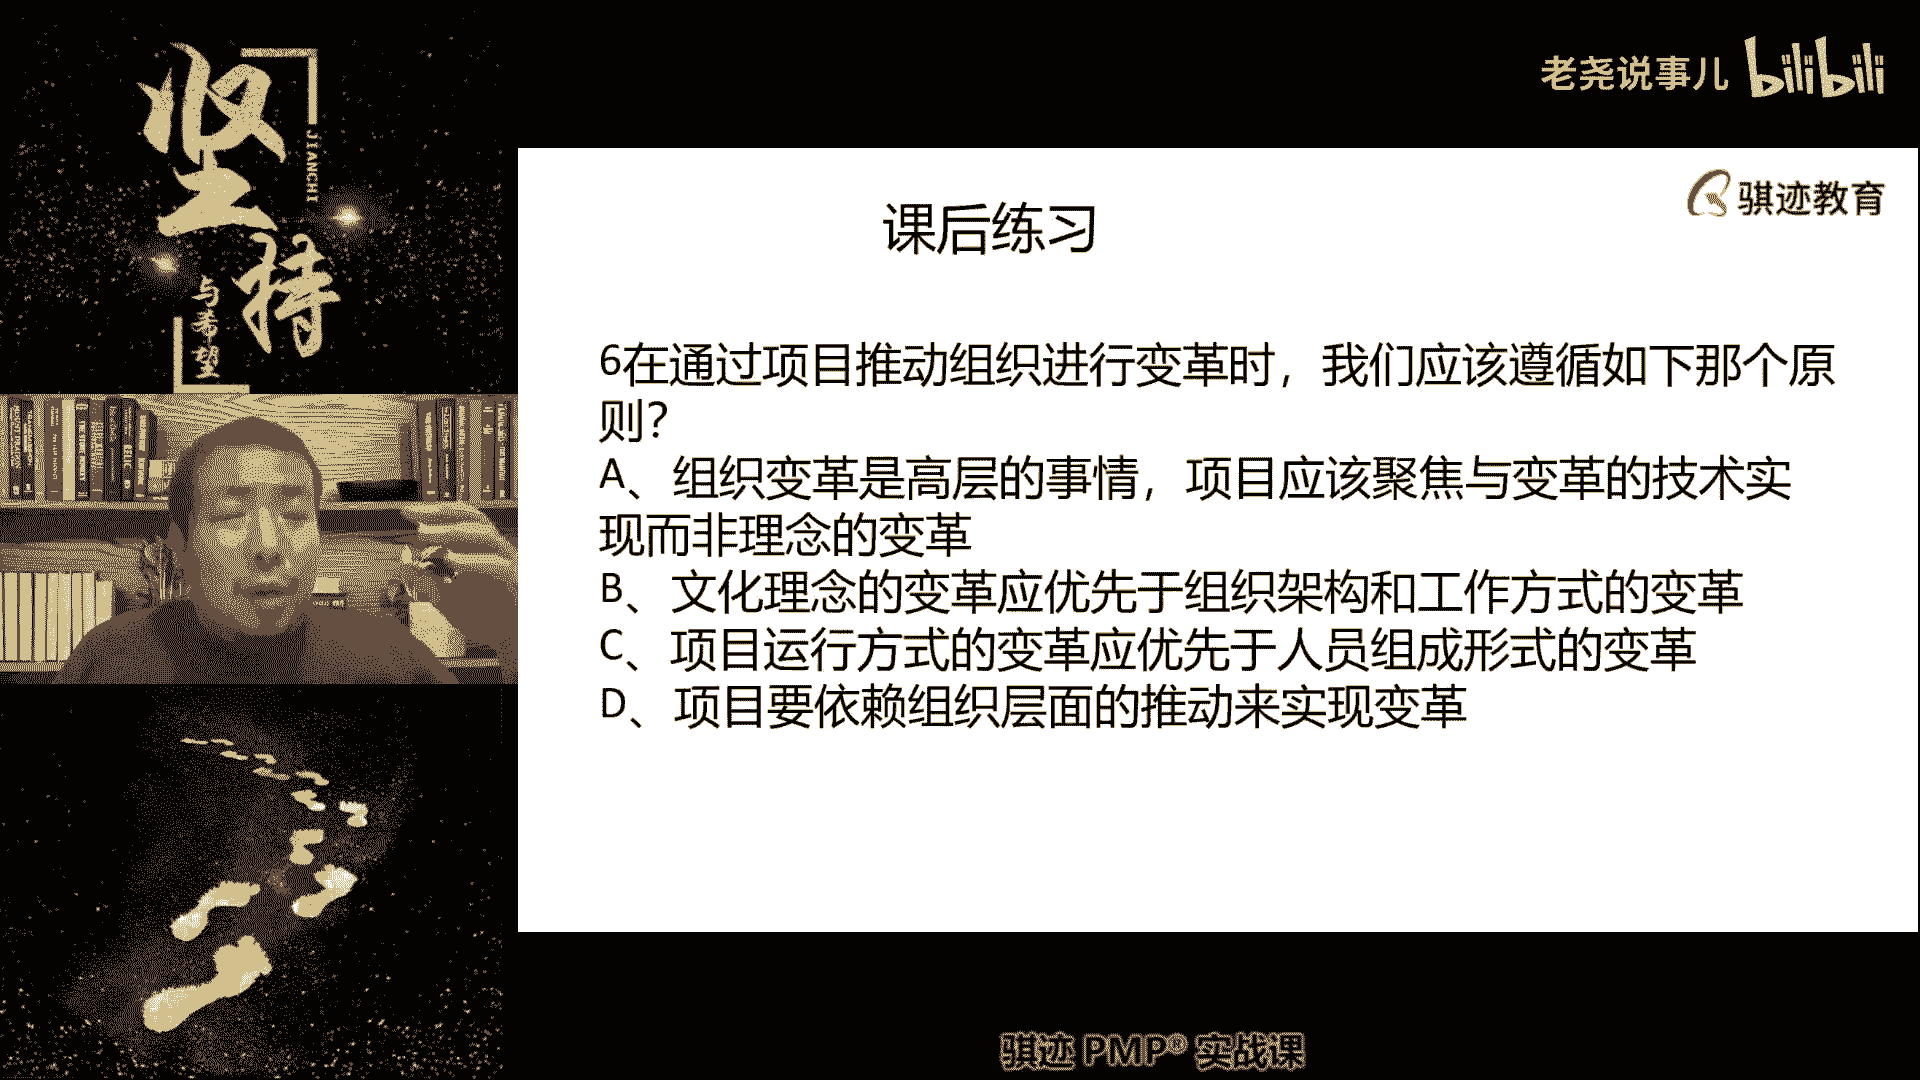 坚持
JIANCHI
与希望
老尧说事儿 bilibili
骐迹教育
课后练习
6在通过项目推动组织进行变革时，我们应该遵循如下那个原
则？
A、组织变革是高层的事情，项目应该聚焦与变革的技术实
现而非理念的变革
B、文化理念的变革应优先于组织架构和工作方式的变革
C、项目运行方式的变革应优先于人员组成形式的变革
D、项目要依赖组织层面的推动来实现变革
骐迹 PMP® 实战课